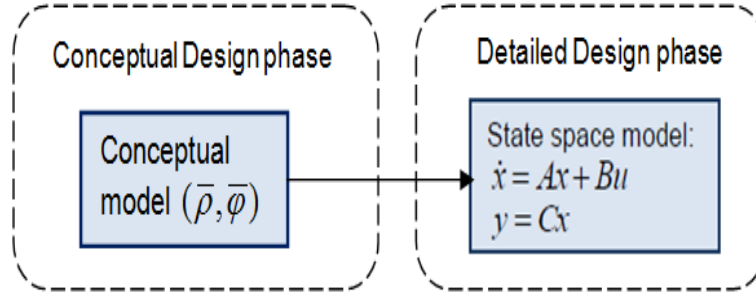 Conceptual Design phase
Conceptual
model (ρ̅, φ̅)
Detailed Design phase
State space model:
ẋ = Ax + Bu
y = Cx